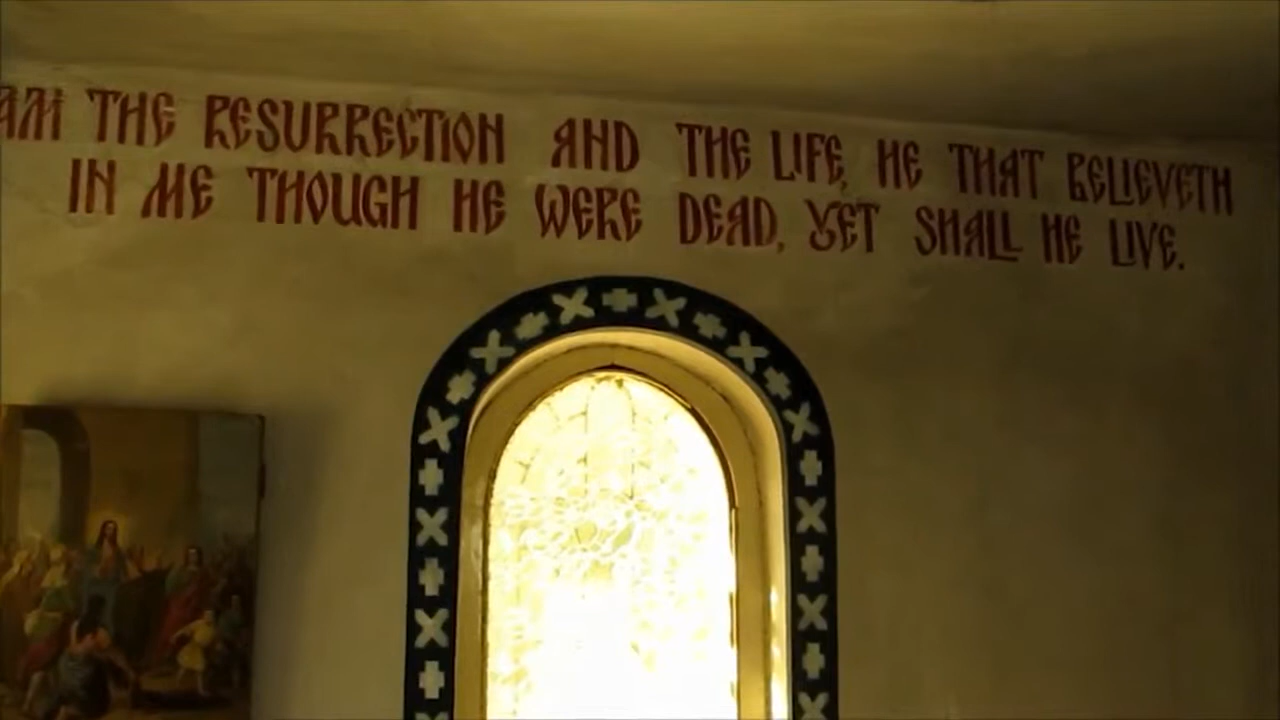 AM THE RESURRECTION AND THE LIFE, HE THAT BELIEVETH
IN ME THOUGH HE WERE DEAD, YET SHALL HE LIVE.